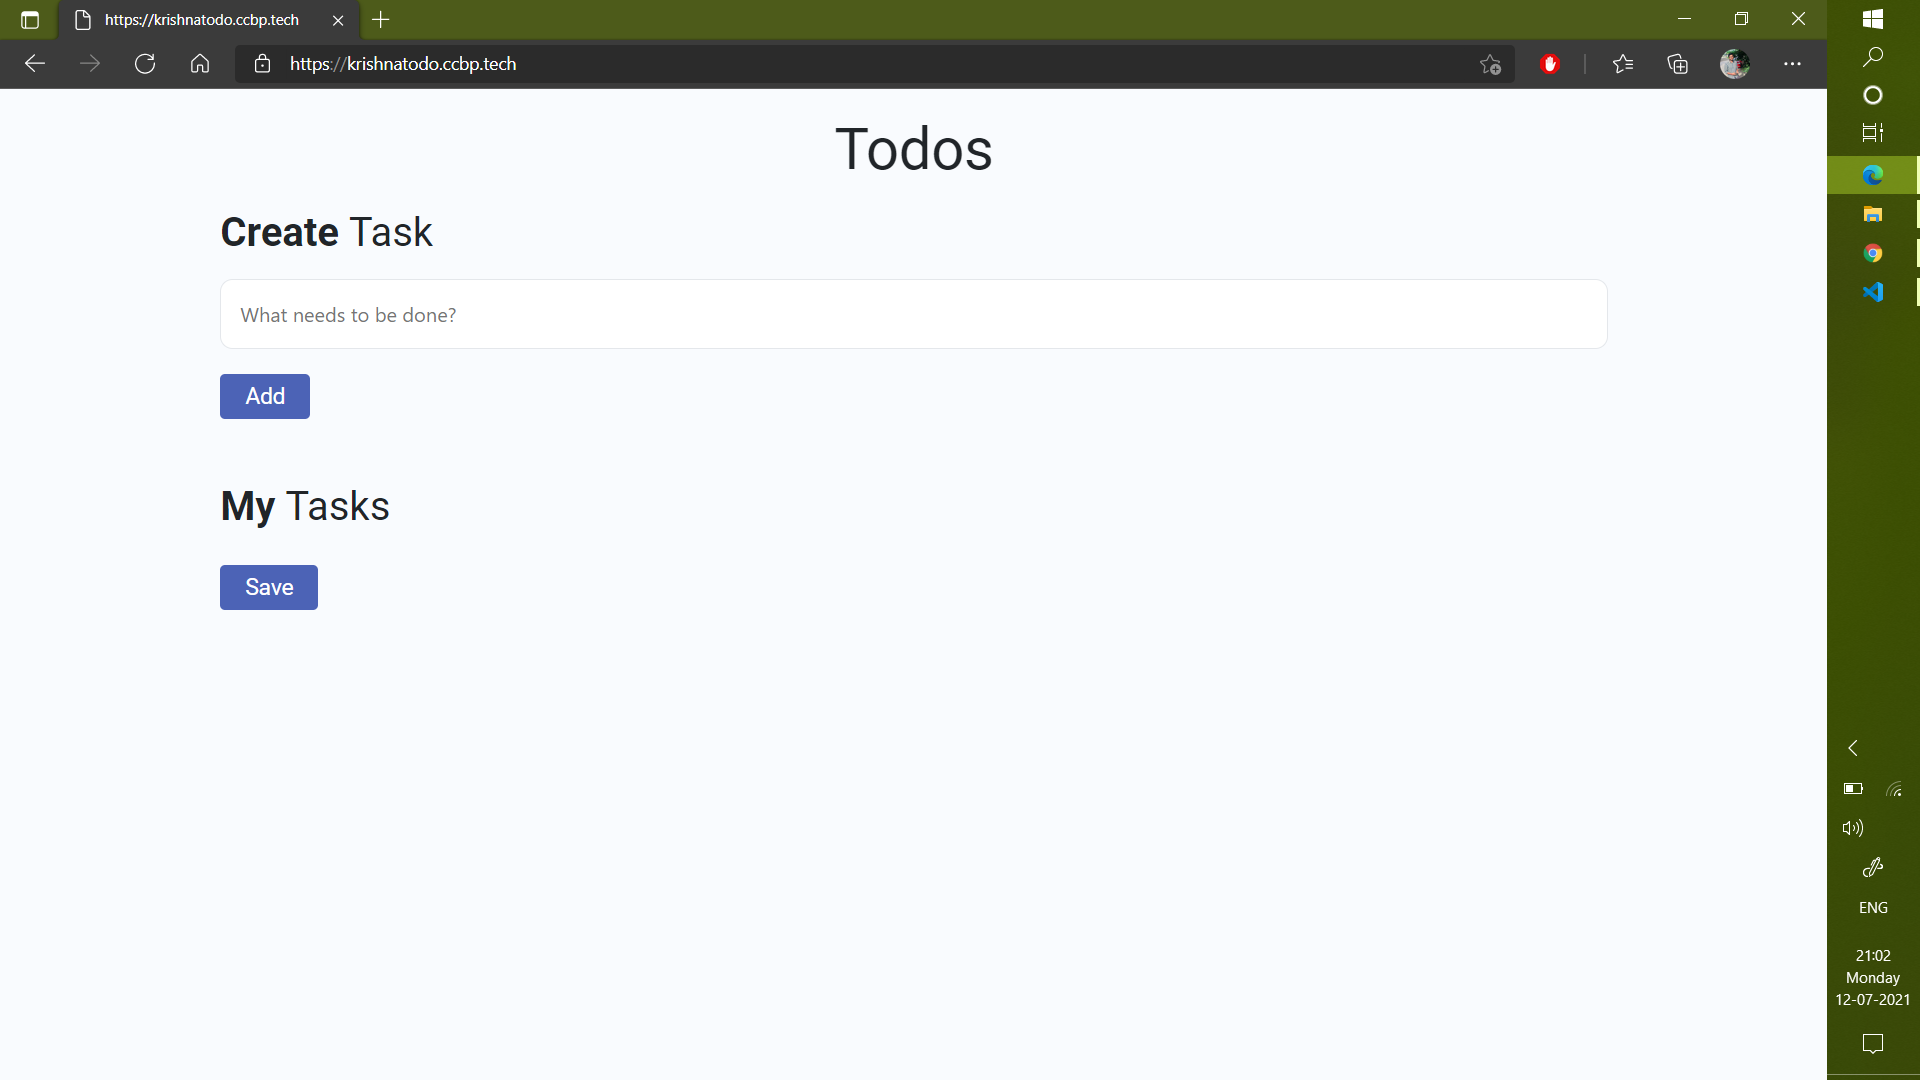 https://krishnatodo.ccbp.tech
https://krishnatodo.ccbp.tech
Todos
Create Task
What needs to be done?
Add
My Tasks
Save
ENG
21:02
Monday
12-07-2021